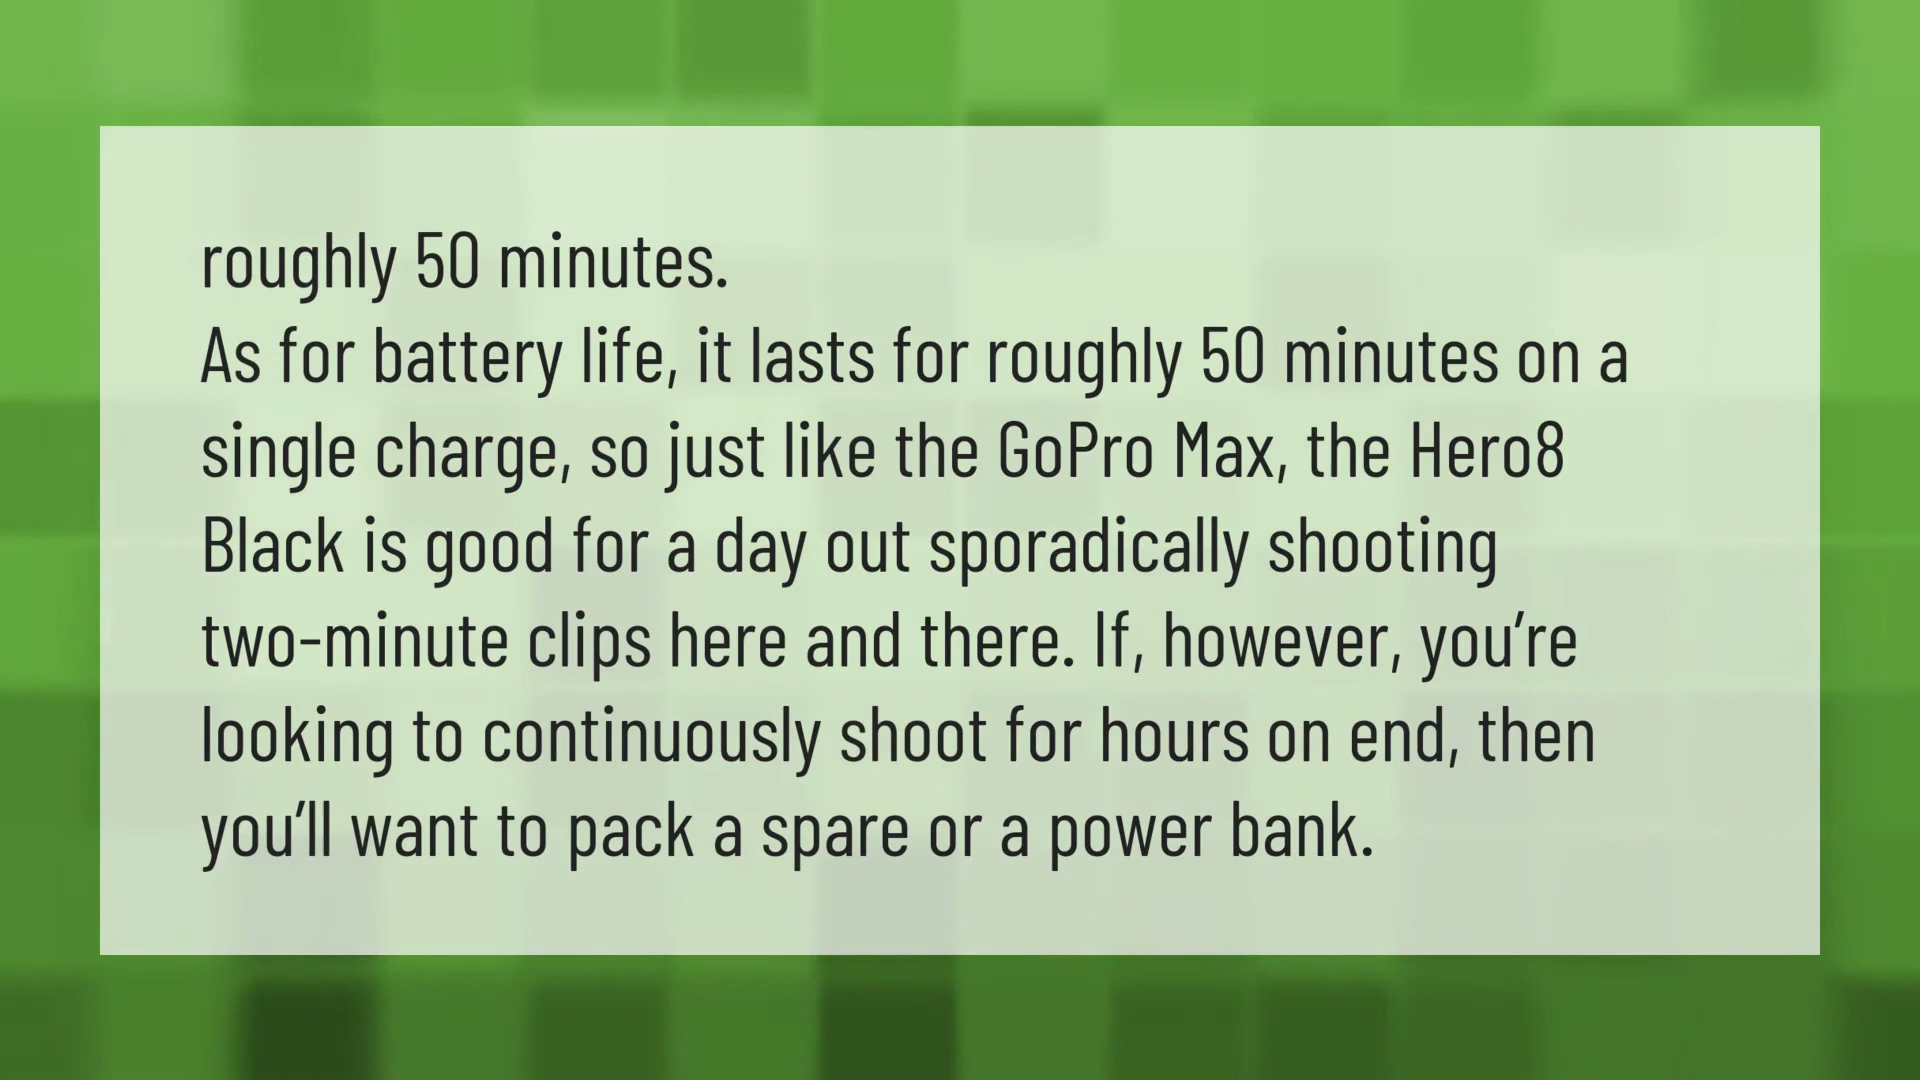 roughly 50 minutes.
As for battery life, it lasts for roughly 50 minutes on a
single charge, so just like the GoPro Max, the Hero8
Black is good for a day out sporadically shooting
two-minute clips here and there. If, however, you’re
looking to continuously shoot for hours on end, then
you’ll want to pack a spare or a power bank.